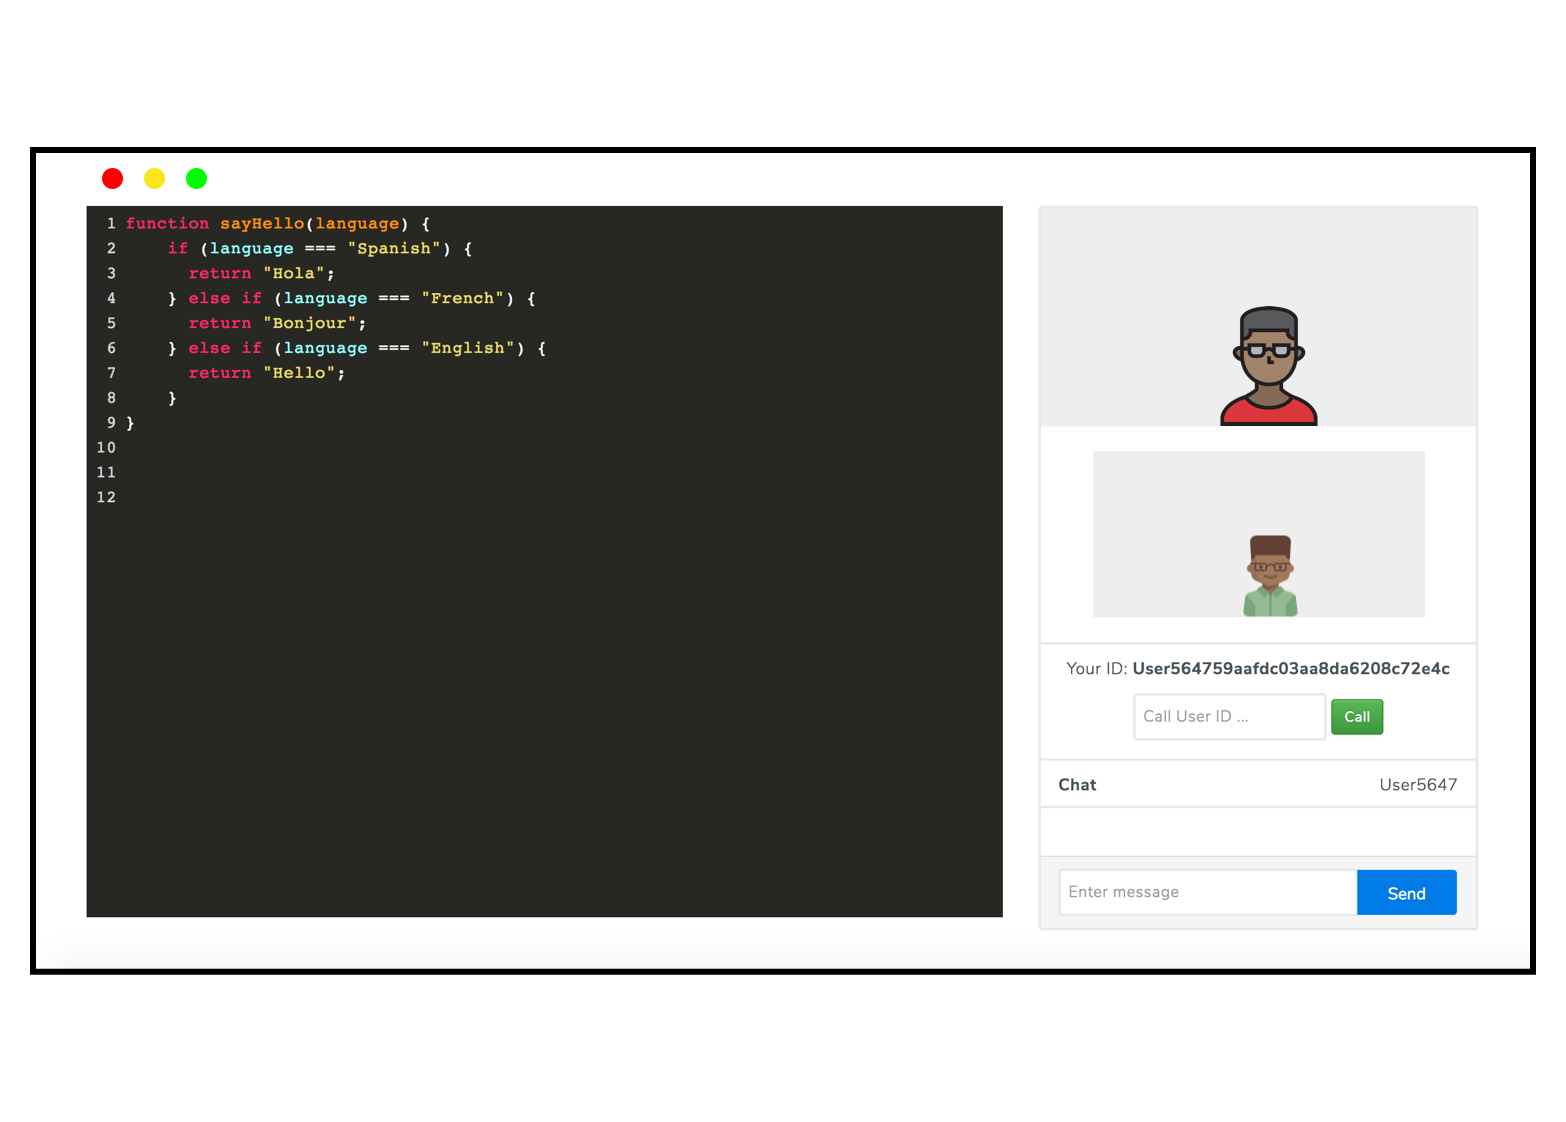 1 function sayHello(language) {
2     if (language === "Spanish") {
3       return "Hola";
4     } else if (language === "French") {
5       return "Bonjour";
6     } else if (language === "English") {
7       return "Hello";
8     }
9 }
10
11
12
Your ID: User564759aafdc03aa8da6208c72e4c
Call User ID ... Call
Chat User5647
Enter message Send